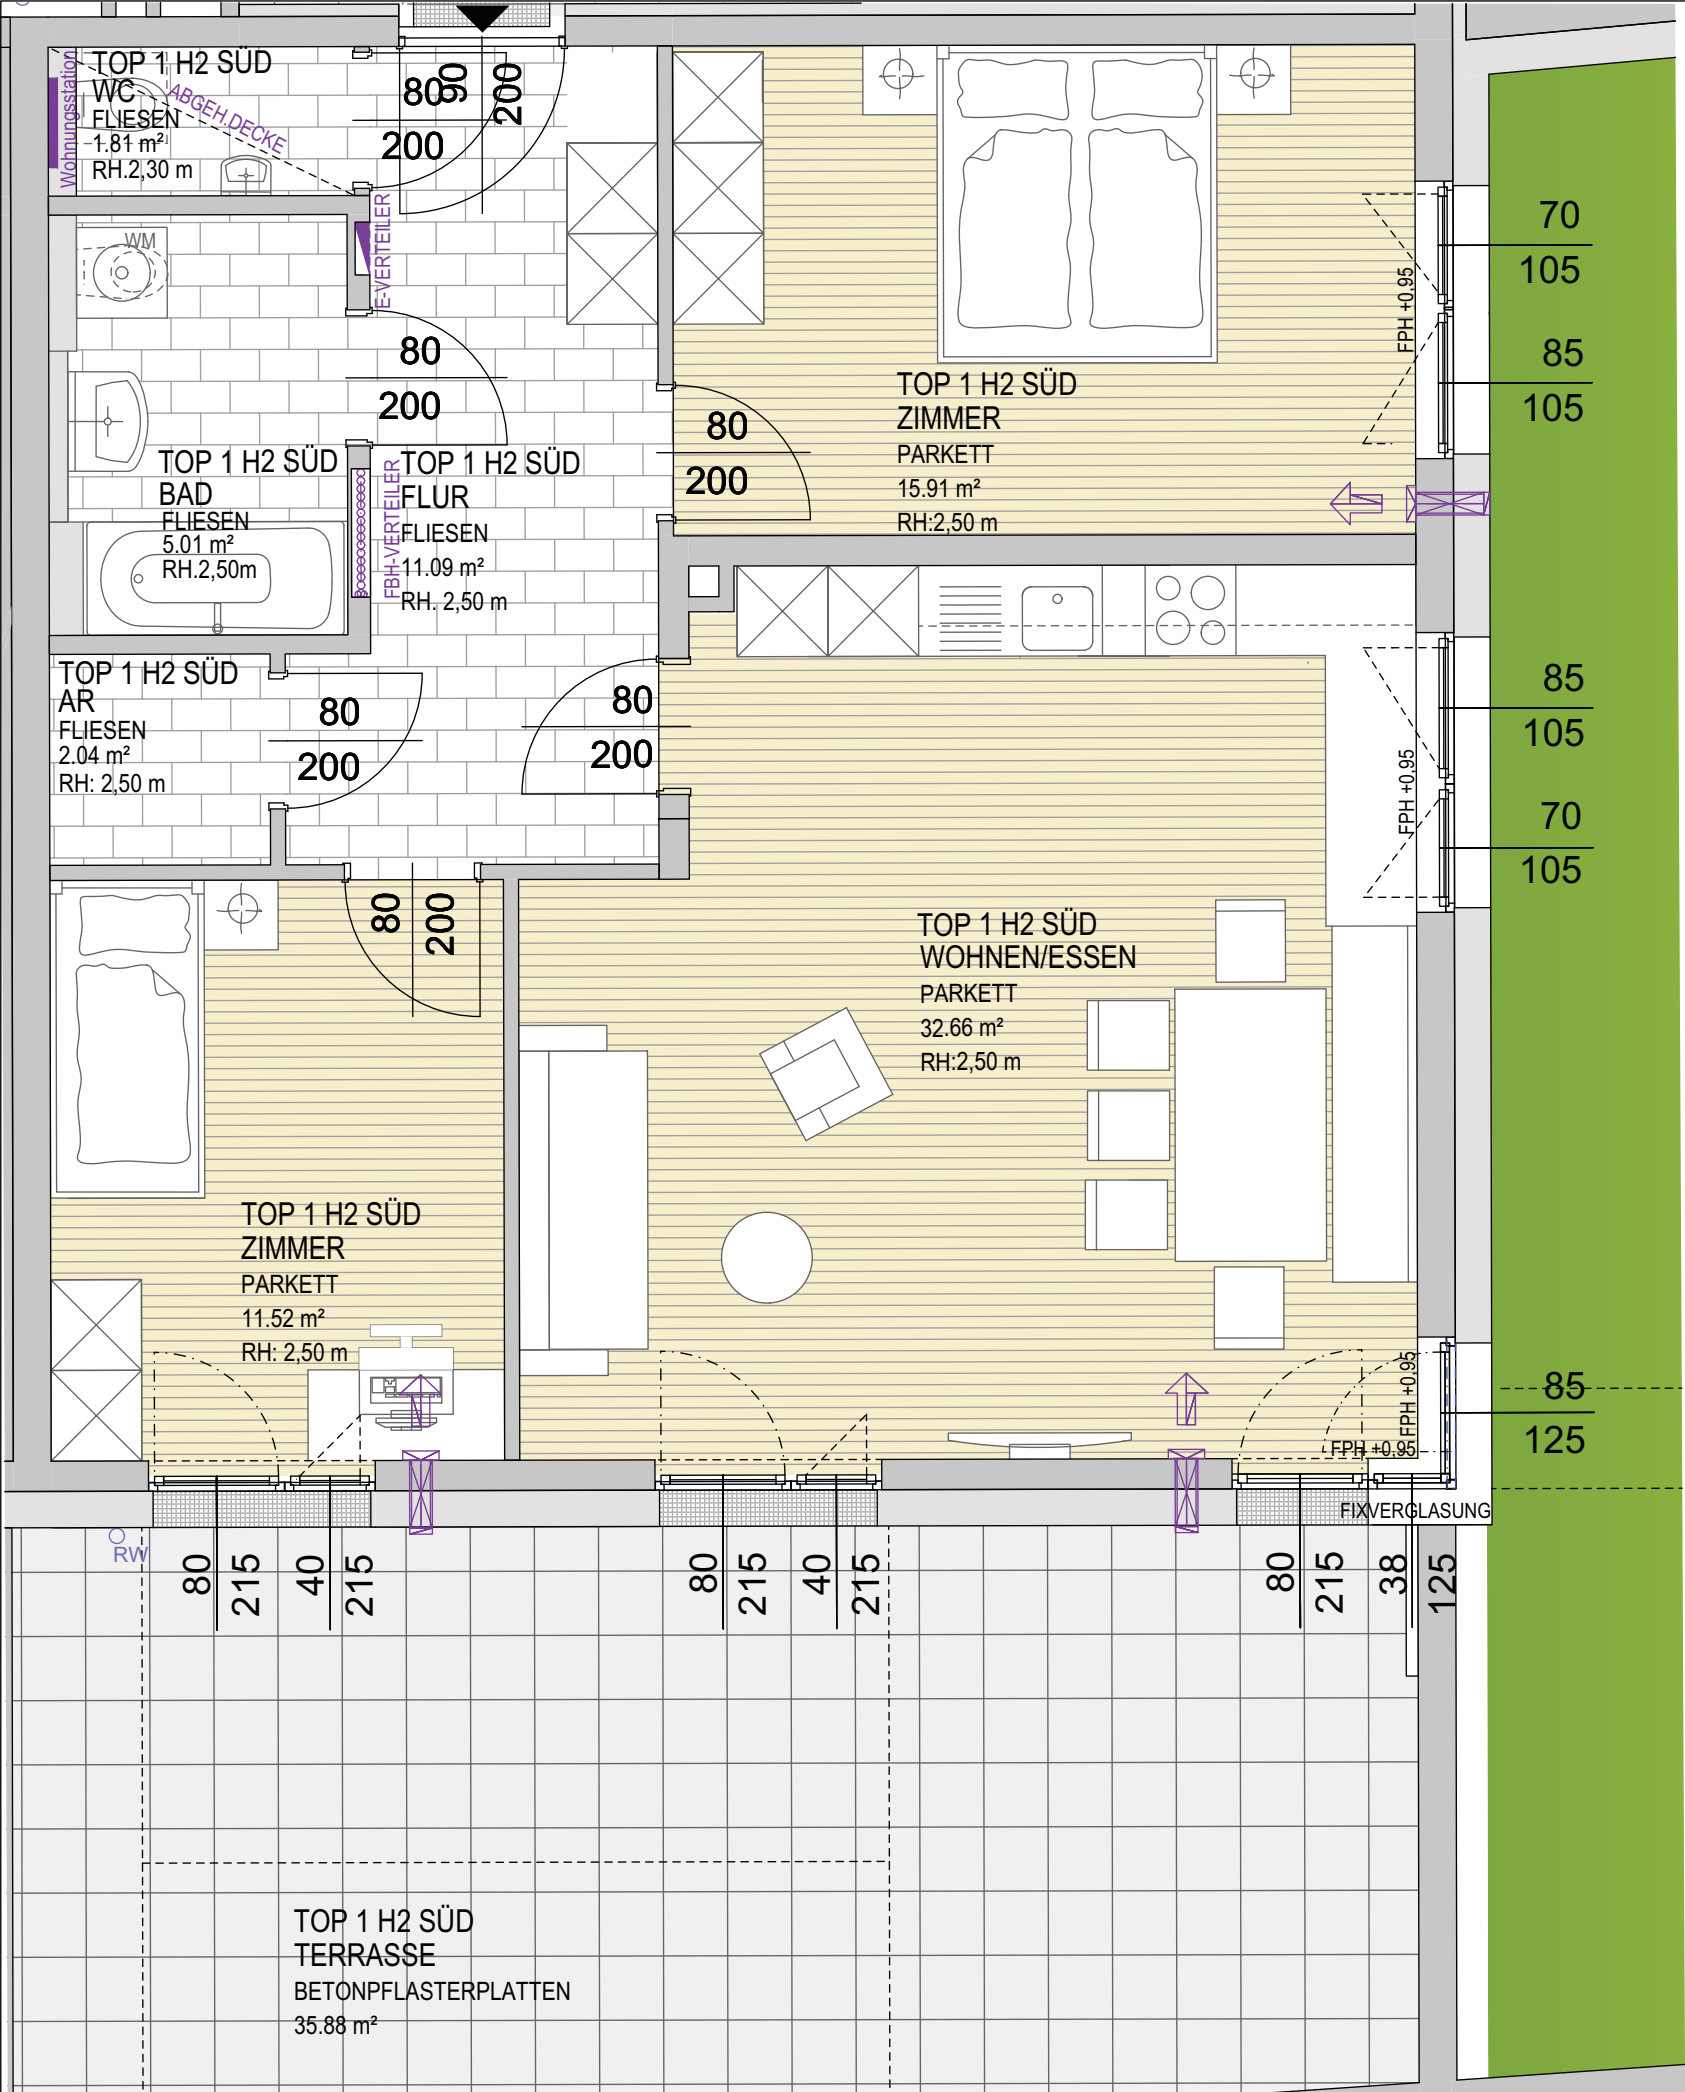 TOP 1 H2 SÜD
WC
FLIESEN
1.81 m²
RH.2,30 m
Wohnungsstation
ABGEH.DECKE
80
200
90
200
E-VERTEILER
WM
80
200
TOP 1 H2 SÜD
BAD
FLIESEN
5.01 m²
RH.2,50m
FBH-VERTEILER
TOP 1 H2 SÜD
FLUR
FLIESEN
11.09 m²
RH. 2,50 m
80
200
TOP 1 H2 SÜD
ZIMMER
PARKETT
15.91 m²
RH:2,50 m
FPH +0,95
70
105
85
105
TOP 1 H2 SÜD
AR
FLIESEN
2.04 m²
RH: 2,50 m
80
200
80
200
FPH +0,95
85
105
70
105
80
200
TOP 1 H2 SÜD
WOHNEN/ESSEN
PARKETT
32.66 m²
RH:2,50 m
TOP 1 H2 SÜD
ZIMMER
PARKETT
11.52 m²
RH: 2,50 m
FPH +0,95
FPH +0,95
85
125
FIXVERGLASUNG
RW
80
215
40
215
80
215
40
215
80
215
38
125
TOP 1 H2 SÜD
TERRASSE
BETONPFLASTERPLATTEN
35.88 m²